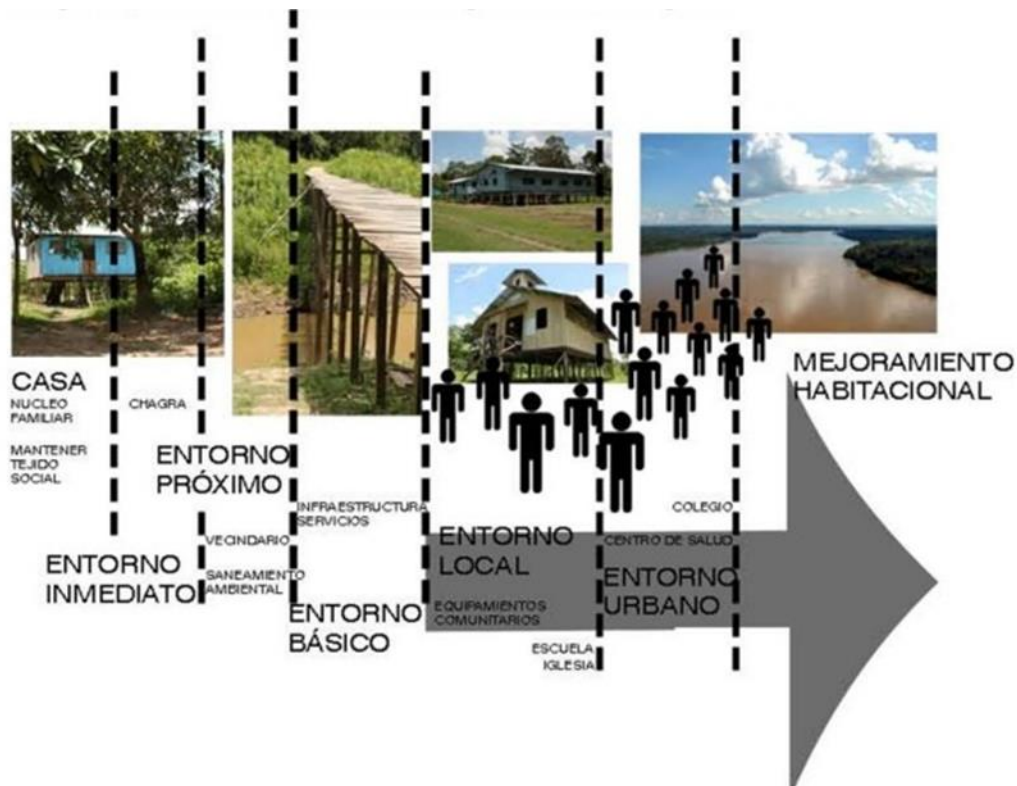 CASA
NUCLEO
FAMILIAR
MANTENER
TEJIDO
SOCIAL
CHAGRA
ENTORNO
INMEDIATO
ENTORNO
PRÓXIMO
VECINDARIO
SANEAMIENTO
AMBIENTAL
INFRAESTRUCTURA
SERVICIOS
ENTORNO
BÁSICO
ENTORNO
LOCAL
EQUIPAMIENTOS
COMUNITARIOS
ESCUELA
IGLESIA
COLEGIO
CENTRO DE SALUD
ENTORNO
URBANO
MEJORAMIENTO
HABITACIONAL